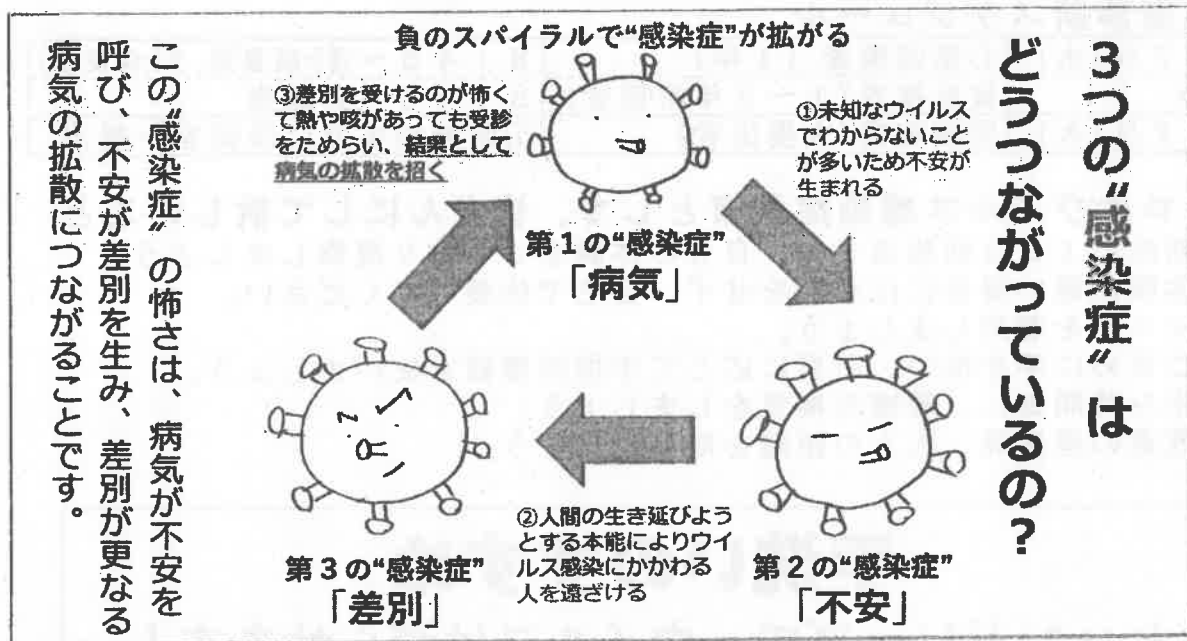 3つの“感染症”は
どうつながっているの？
負のスパイラルで“感染症”が拡がる
①未知なウイルス
でわからないこと
が多いため不安が
生まれる
③差別を受けるのが怖く
て熱や咳があっても受診
をためらい、結果として
病気の拡散を招く
第1の“感染症”
「病気」
②人間の生き延びよう
とする本能によりウイ
ルス感染にかかわる
人を遠ざける
第2の“感染症”
「不安」
第3の“感染症”
「差別」
この“感染症”の怖さは、病気が不安を
呼び、不安が差別を生み、差別が更なる
病気の拡散につながることです。